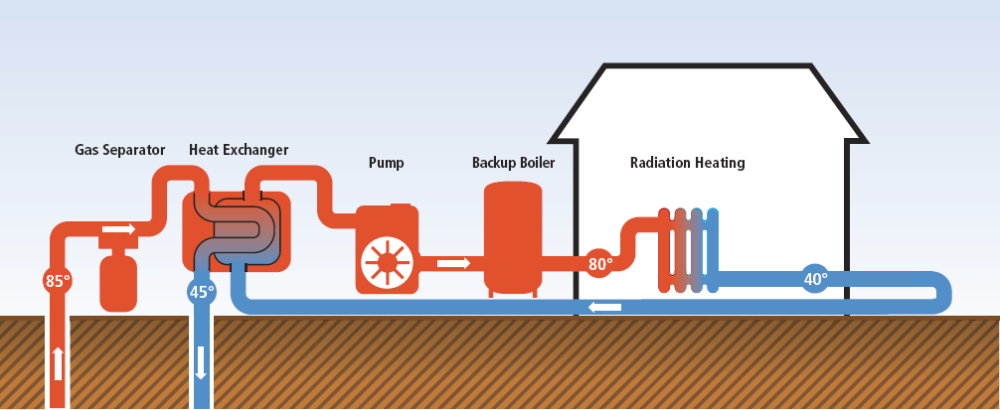 Gas Separator
Heat Exchanger
Pump
Backup Boiler
Radiation Heating
85°
45°
80°
40°